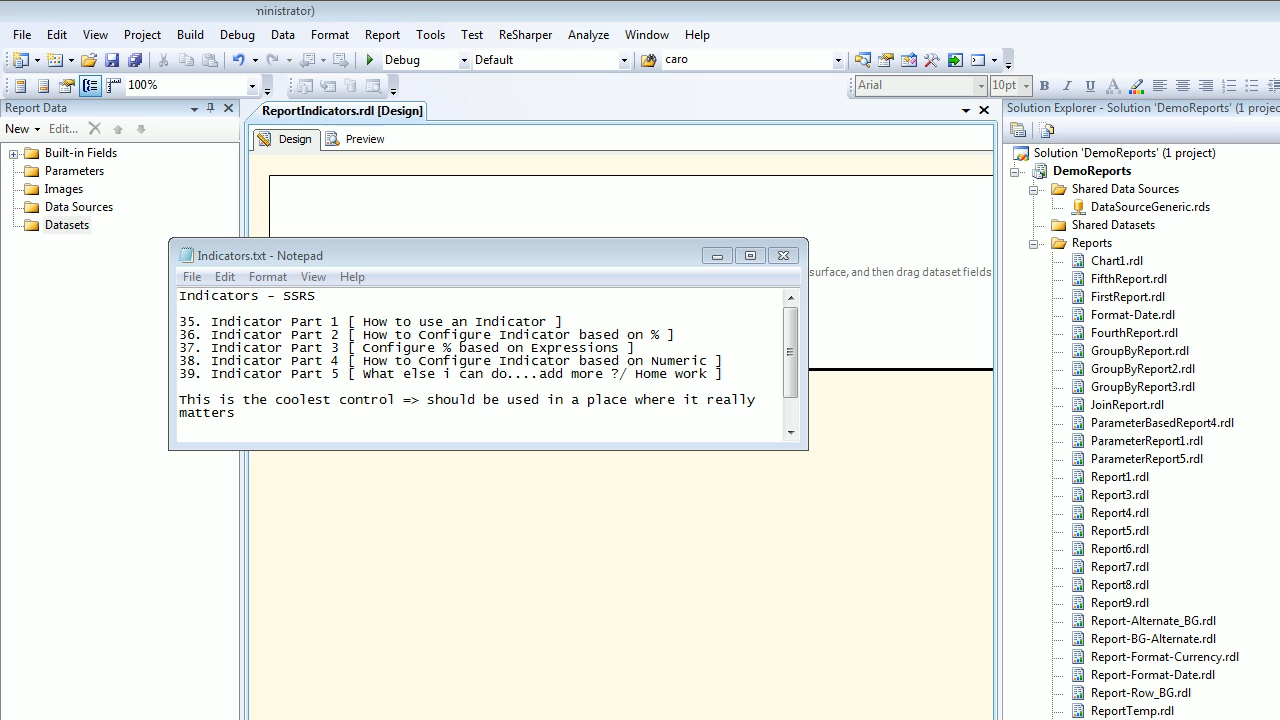 ninistrator)
File Edit View Project Build Debug Data Format Report Tools Test ReSharper Analyze Window Help
Debug Default caro
100% Arial 10pt B I U A
Report Data
New Edit...
Built-in Fields
Parameters
Images
Data Sources
Datasets
ReportIndicators.rdl [Design]
Design Preview
surface, and then drag dataset fields
Indicators.txt - Notepad
File Edit Format View Help
Indicators - SSRS
35. Indicator Part 1 [ How to use an Indicator ]
36. Indicator Part 2 [ How to Configure Indicator based on % ]
37. Indicator Part 3 [ Configure % based on Expressions ]
38. Indicator Part 4 [ How to Configure Indicator based on Numeric ]
39. Indicator Part 5 [ What else i can do....add more ?/ Home work ]
This is the coolest control => should be used in a place where it really
matters
Solution Explorer - Solution 'DemoReports' (1 projec
Solution 'DemoReports' (1 project)
DemoReports
Shared Data Sources
DataSourceGeneric.rds
Shared Datasets
Reports
Chart1.rdl
FifthReport.rdl
FirstReport.rdl
Format-Date.rdl
FourthReport.rdl
GroupByReport.rdl
GroupByReport2.rdl
GroupByReport3.rdl
JoinReport.rdl
ParameterBasedReport4.rdl
ParameterReport1.rdl
ParameterReport5.rdl
Report1.rdl
Report3.rdl
Report4.rdl
Report5.rdl
Report6.rdl
Report7.rdl
Report8.rdl
Report9.rdl
Report-Alternate_BG.rdl
Report-BG-Alternate.rdl
Report-Format-Currency.rdl
Report-Format-Date.rdl
Report-Row_BG.rdl
ReportTemp.rdl